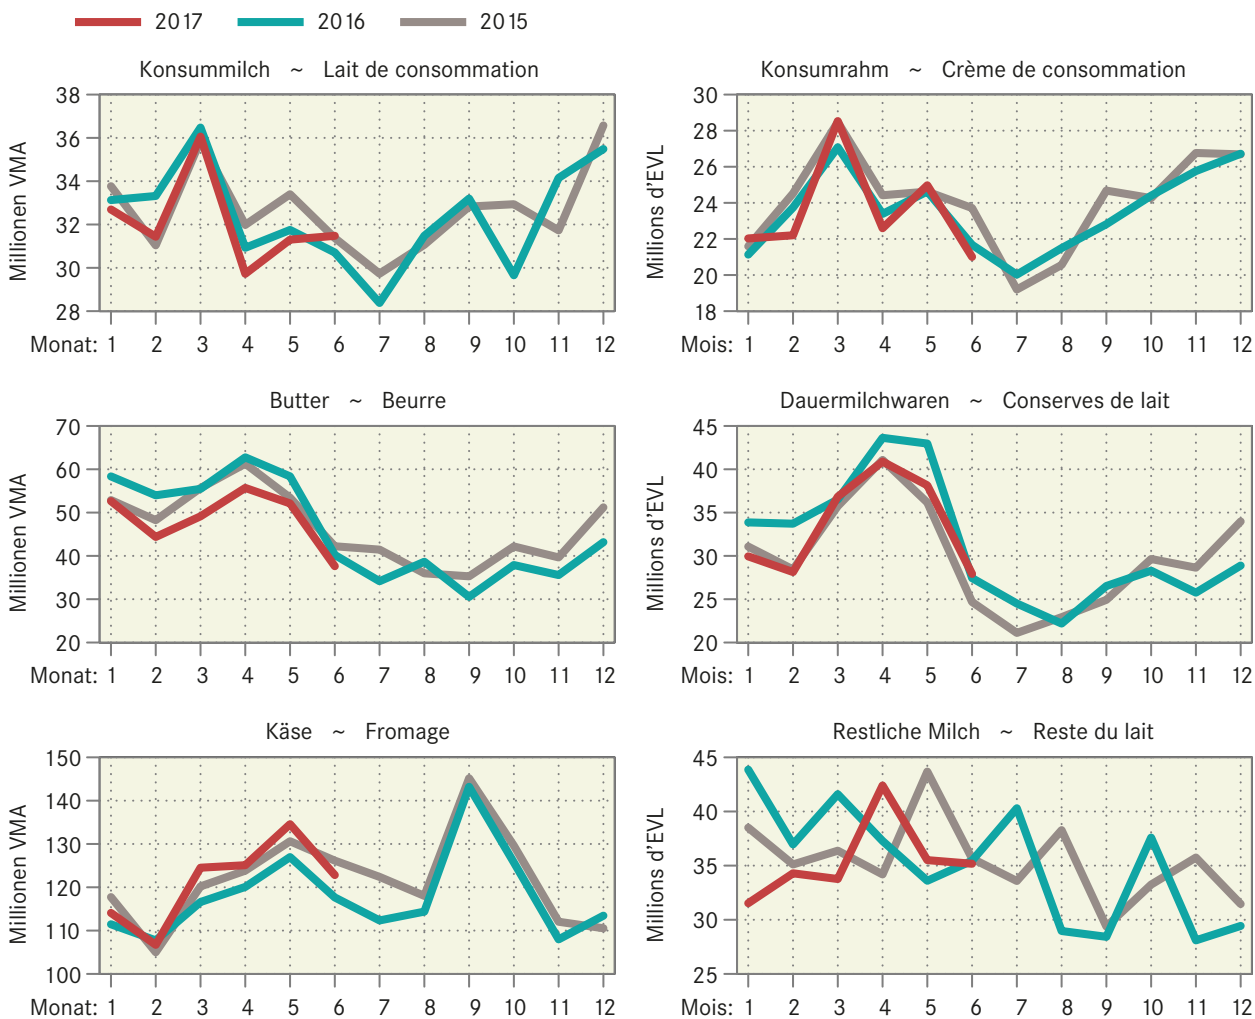 2017 2016 2015
Konsummilch ~ Lait de consommation
Millionen VMA
38
36
34
32
30
28
Monat: 1 2 3 4 5 6 7 8 9 10 11 12
Konsumrahm ~ Crème de consommation
Millions d'EVL
30
28
26
24
22
20
18
Mois: 1 2 3 4 5 6 7 8 9 10 11 12
Butter ~ Beurre
Millionen VMA
70
60
50
40
30
20
Monat: 1 2 3 4 5 6 7 8 9 10 11 12
Dauermilchwaren ~ Conserves de lait
Millions d'EVL
45
40
35
30
25
20
Mois: 1 2 3 4 5 6 7 8 9 10 11 12
Käse ~ Fromage
Millionen VMA
150
140
130
120
110
100
Monat: 1 2 3 4 5 6 7 8 9 10 11 12
Restliche Milch ~ Reste du lait
Millions d'EVL
45
40
35
30
25
Mois: 1 2 3 4 5 6 7 8 9 10 11 12